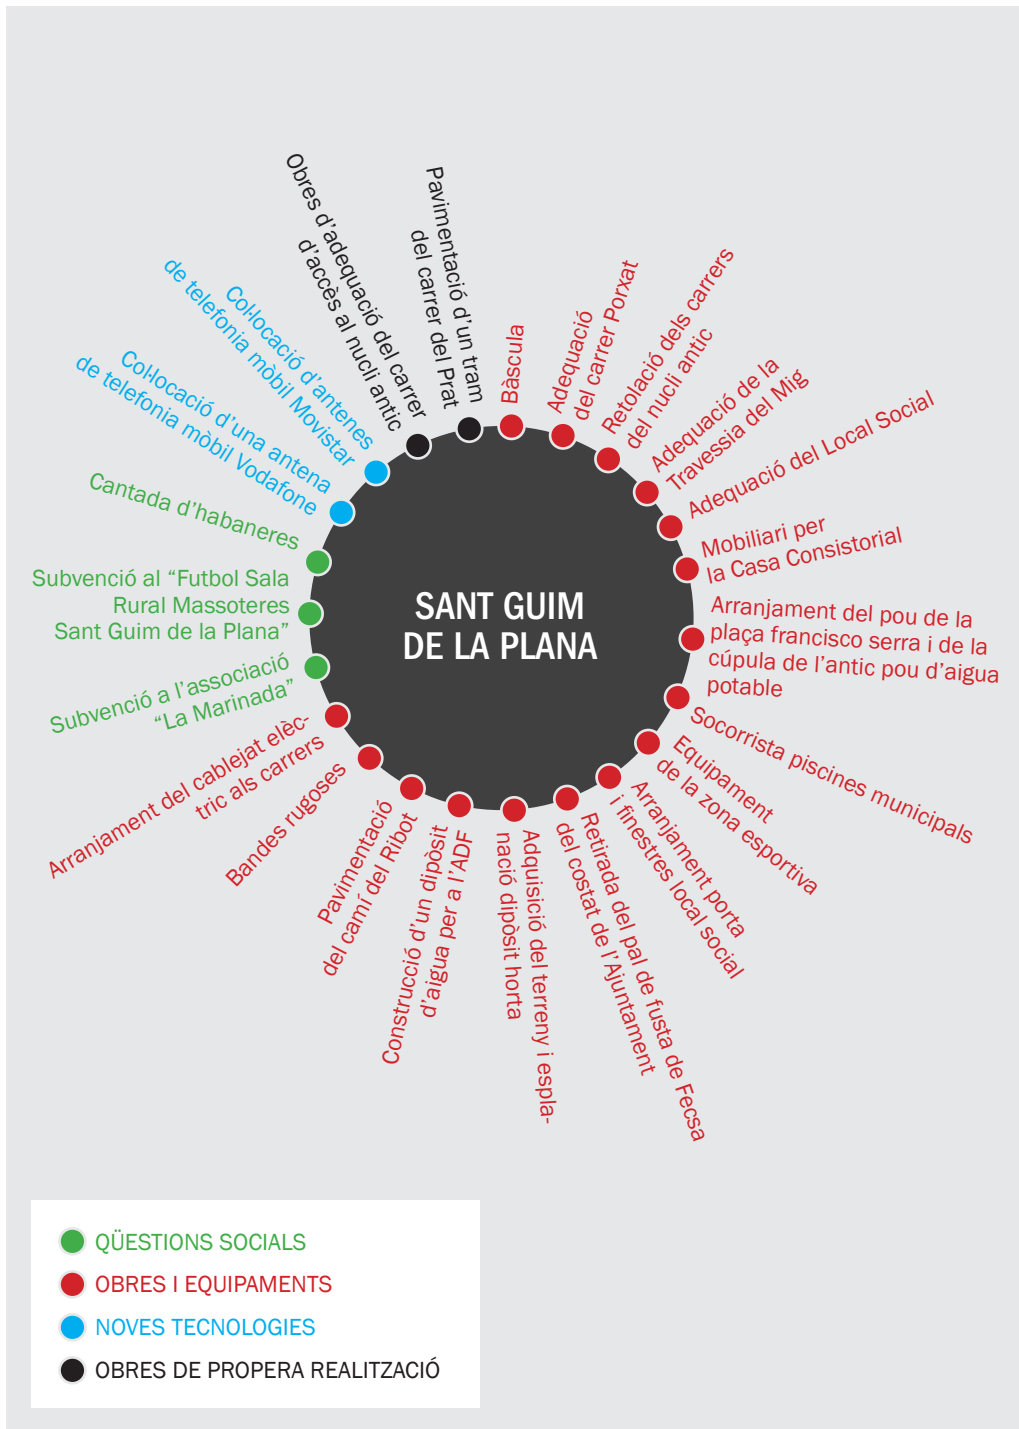 Obres d'adequació del carrer
d'accès al nucli antic
Pavimentació d'un tram
del carrer del Prat
Bàscula
Adequació
del carrer Porxat
Retolació dels carrers
del nucli antic
Adequació de la
Travessia del Mig
Adequació del Local Social
Mobiliari per
la Casa Consistorial
Arranjament del pou de la
plaça francisco serra i de la
cúpula de l'antic pou d'aigua
potable
Socorrista piscines municipals
Equipament
de la zona esportiva
Arranjament porta
i finestres local social
Retirada del pal de fusta de Fecsa
del costat de l'Ajuntament
Adquisició del terreny i espla-
nació dipòsit horta
Construcció d'un dipòsit
d'aigua per a l'ADF
Pavimentació
del camí del Ribot
Bandes rugoses
Arranjament del cablejat elèc-
tric als carrers
Subvenció a l'associació
“La Marinada”
Subvenció al “Futbol Sala
Rural Massoteres
Sant Guim de la Plana”
Cantada d'habaneres
Col·locació d'una antena
de telefonia mòbil Vodafone
Col·locació d'antenes
de telefonia mòbil Movistar
SANT GUIM
DE LA PLANA
QÜESTIONS SOCIALS
OBRES I EQUIPAMENTS
NOVES TECNOLOGIES
OBRES DE PROPERA REALITZACIÓ